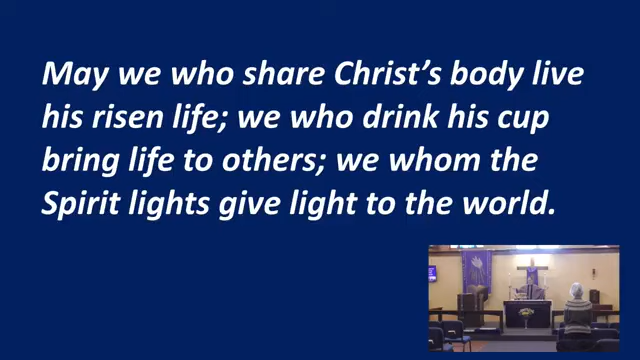 May we who share Christ's body live
his risen life; we who drink his cup
bring life to others; we whom the
Spirit lights give light to the world.